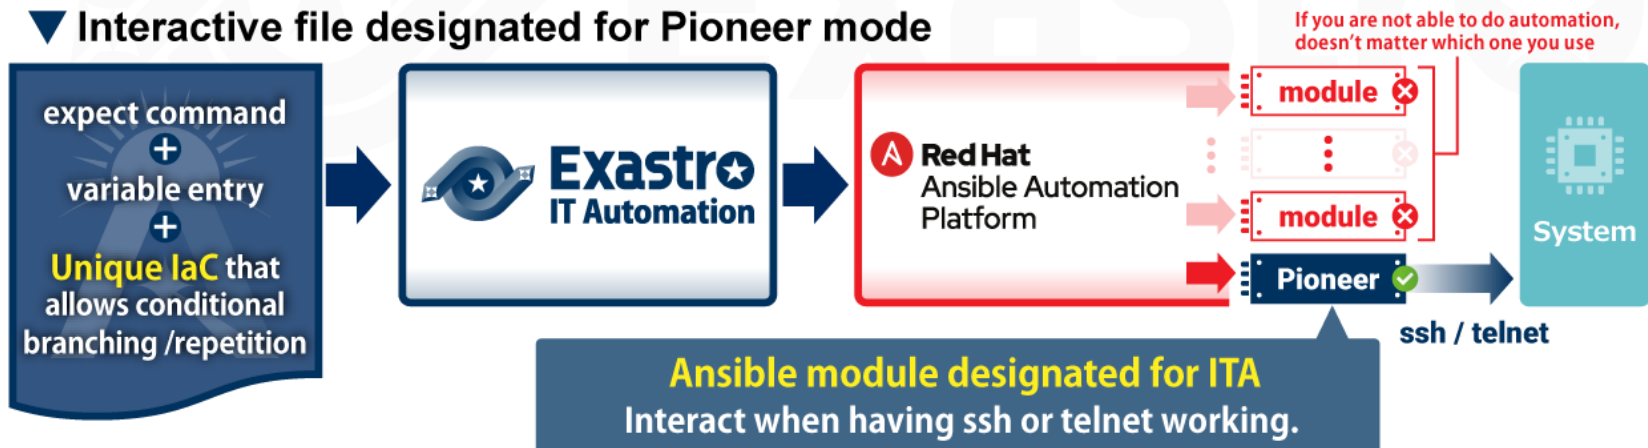 ▼ Interactive file designated for Pioneer mode
If you are not able to do automation,
doesn't matter which one you use
expect command
+
variable entry
+
Unique IaC that
allows conditional
branching /repetition
Exastro
IT Automation
Red Hat
Ansible Automation
Platform
module
module
Pioneer
System
ssh / telnet
Ansible module designated for ITA
Interact when having ssh or telnet working.